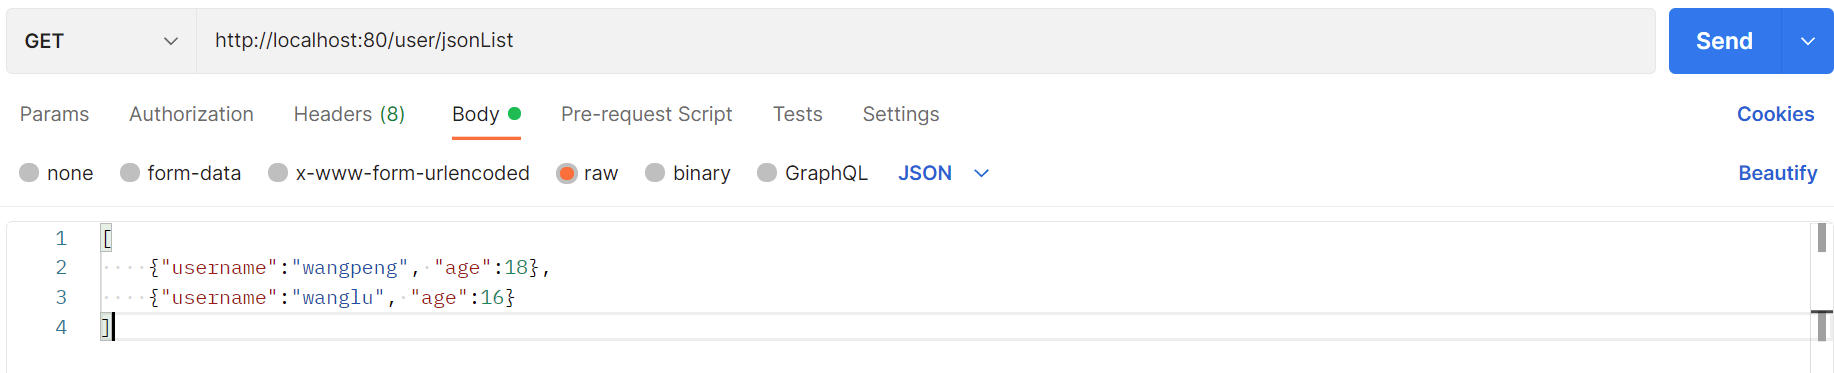 GET http://localhost:80/user/jsonList Send
Params Authorization Headers (8) Body Pre-request Script Tests Settings Cookies
none form-data x-www-form-urlencoded raw binary GraphQL JSON Beautify
1 [
2 {"username":"wangpeng", "age":18},
3 {"username":"wanglu", "age":16}
4 ]